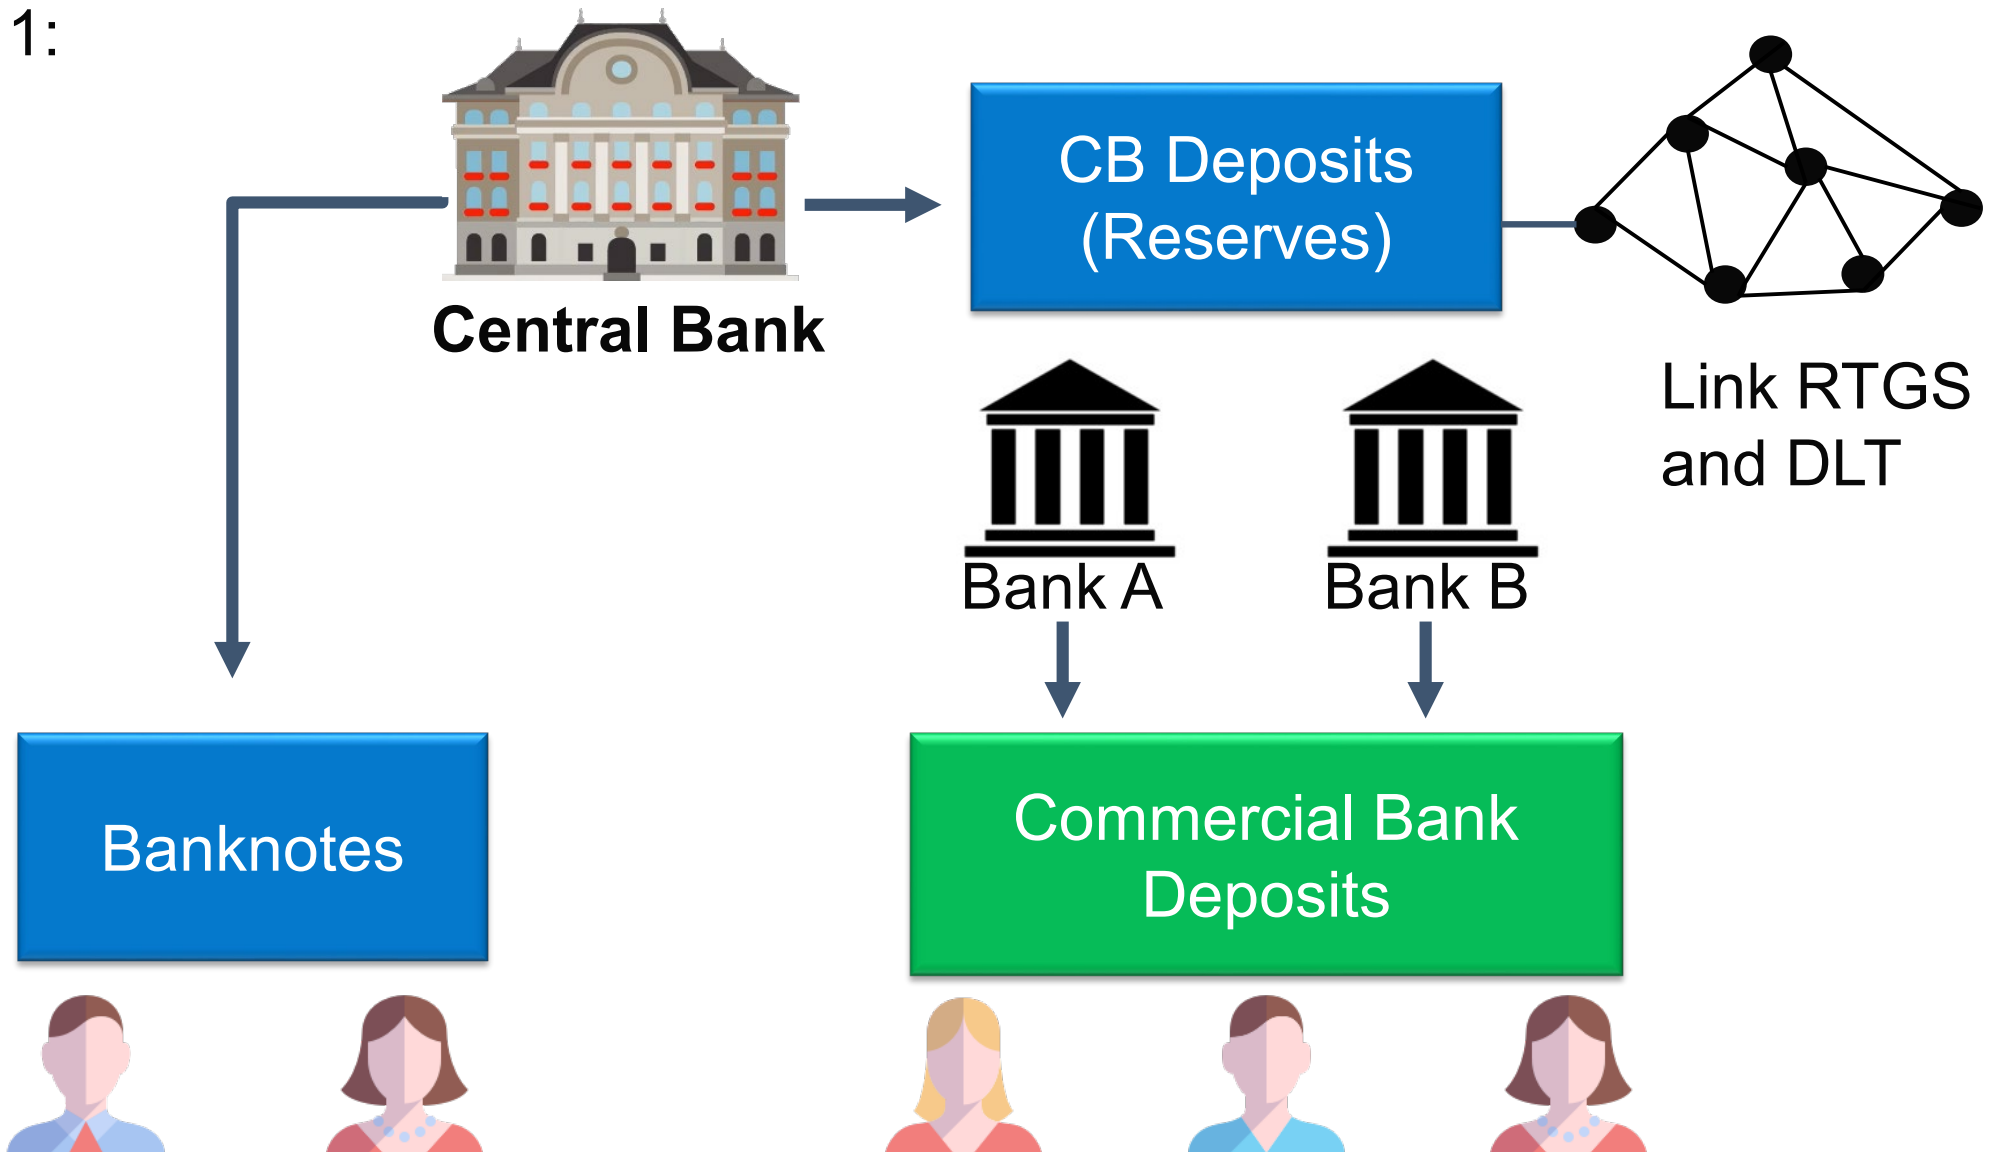 1:
Central Bank
CB Deposits
(Reserves)
Link RTGS
and DLT
Bank A
Bank B
Banknotes
Commercial Bank
Deposits